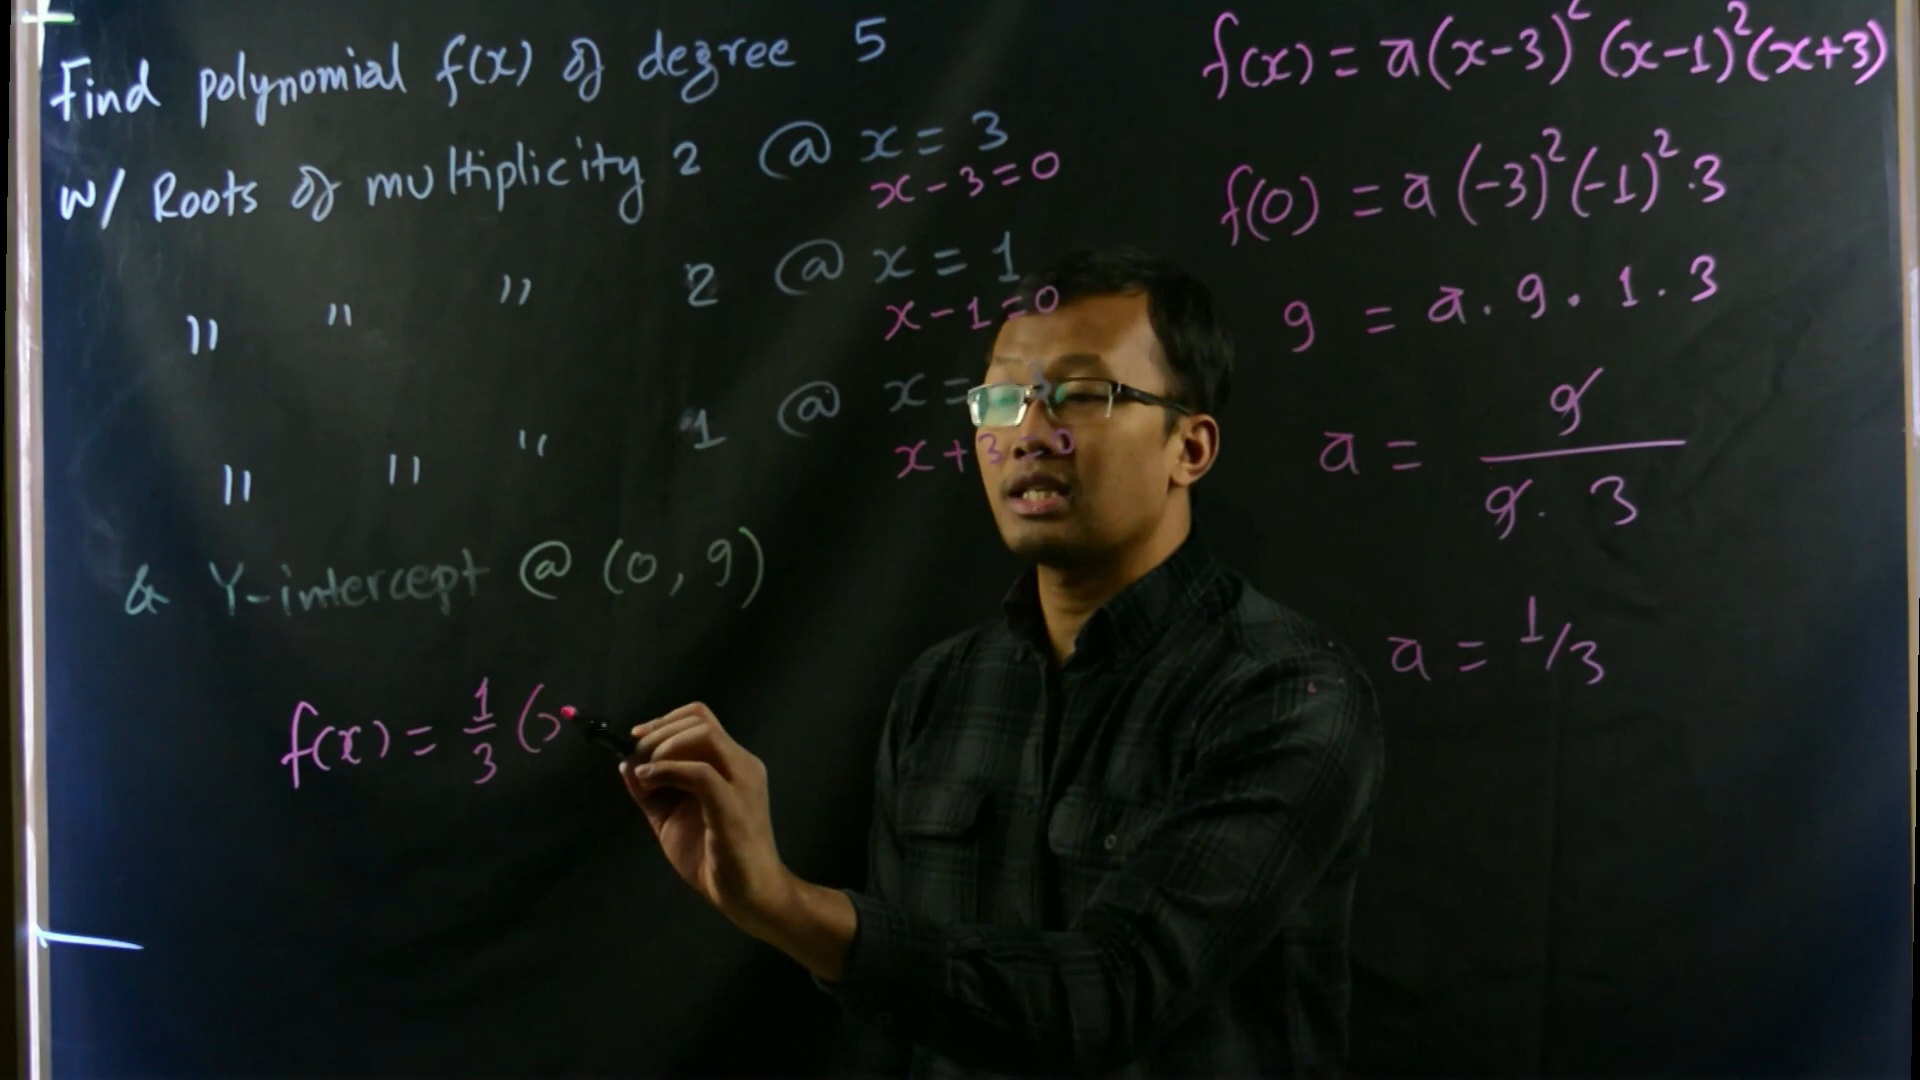 Find polynomial f(x) of degree 5
w/ Roots of multiplicity 2 @ x = 3
x - 3 = 0
" " " 2 @ x = 1
x - 1 = 0
" " " 1 @ x = -3
x + 3 = 0
& Y-intercept @ (0, 9)
f(x) = 1/3 (x
f(x) = a(x-3)² (x-1)² (x+3)
f(0) = a (-3)² (-1)² . 3
9 = a . 9 . 1 . 3
a = 9 / 9 . 3
a = 1/3